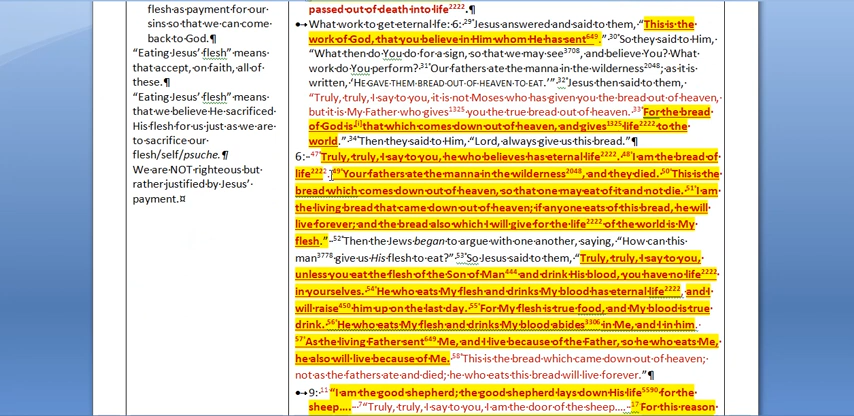 flesh·as·payment·for·our·
sins·so·that·we·can·come·
back·to·God.¶
"Eating·Jesus'·flesh"·means·
that·accept,·on·faith,·all·of·
these.¶
"Eating·Jesus'·flesh"·means·
that·we·believe·He·sacrificed·
His·flesh·for·us·just·as·we·are·
to·sacrifice·our·
flesh/self/psuche.¶
We·are·NOT·righteous·but·
rather·justified·by·Jesus'·
payment.¤
passed·out·of·death·into·life2222.¶
What·work·to·get·eternal·life:·6:·29"Jesus·answered·and·said·to·them,·"This·is·the·
work·of·God,·that·you·believe·in·Him·whom·He·has·sent649."·30"So·they·said·to·Him,·
"What·then·do·You·do·for·a·sign,·so·that·we·may·see3708,·and·believe·You?·What·
work·do·You·perform?·31"Our·fathers·ate·the·manna·in·the·wilderness2048;·as·it·is·
written,·'HE·GAVE·THEM·BREAD·OUT·OF·HEAVEN·TO·EAT.'"·32"Jesus·then·said·to·them,·
"Truly,·truly,·I·say·to·you,·it·is·not·Moses·who·has·given·you·the·bread·out·of·heaven,·
but·it·is·My·Father·who·gives1325·you·the·true·bread·out·of·heaven.·33"For·the·bread·
of·God·is·[i]that·which·comes·down·out·of·heaven,·and·gives1325·life2222·to·the·
world."·34"Then·they·said·to·Him,·"Lord,·always·give·us·this·bread.¶
6:–47"Truly,·truly,·I·say·to·you,·he·who·believes·has·eternal·life2222.·48"I·am·the·bread·of·
life2222.·49"Your·fathers·ate·the·manna·in·the·wilderness2048,·and·they·died.·50"This·is·the·
bread·which·comes·down·out·of·heaven,·so·that·one·may·eat·of·it·and·not·die.·51"I·am·
the·living·bread·that·came·down·out·of·heaven;·if·anyone·eats·of·this·bread,·he·will·
live·forever;·and·the·bread·also·which·I·will·give·for·the·life2222·of·the·world·is·My·
flesh."–52"Then·the·Jews·began·to·argue·with·one·another,·saying,·"How·can·this·
man3778·give·us·His·flesh·to·eat?"·53"So·Jesus·said·to·them,·"Truly,·truly,·I·say·to·you,·
unless·you·eat·the·flesh·of·the·Son·of·Man444·and·drink·His·blood,·you·have·no·life2222·
in·yourselves.·54"He·who·eats·My·flesh·and·drinks·My·blood·has·eternal·life2222,·and·I·
will·raise450·him·up·on·the·last·day.·55"For·My·flesh·is·true·food,·and·My·blood·is·true·
drink.·56"He·who·eats·My·flesh·and·drinks·My·blood·abides3306·in·Me,·and·I·in·him.·
57"As·the·living·Father·sent649·Me,·and·I·live·because·of·the·Father,·so·he·who·eats·Me,·
he·also·will·live·because·of·Me.·58"This·is·the·bread·which·came·down·out·of·heaven;·
not·as·the·fathers·ate·and·died;·he·who·eats·this·bread·will·live·forever."¶
9:·11"I·am·the·good·shepherd;·the·good·shepherd·lays·down·His·life5590·for·the·
sheep....–7"Truly,·truly,·I·say·to·you,·I·am·the·door·of·the·sheep....–17"For·this·reason·